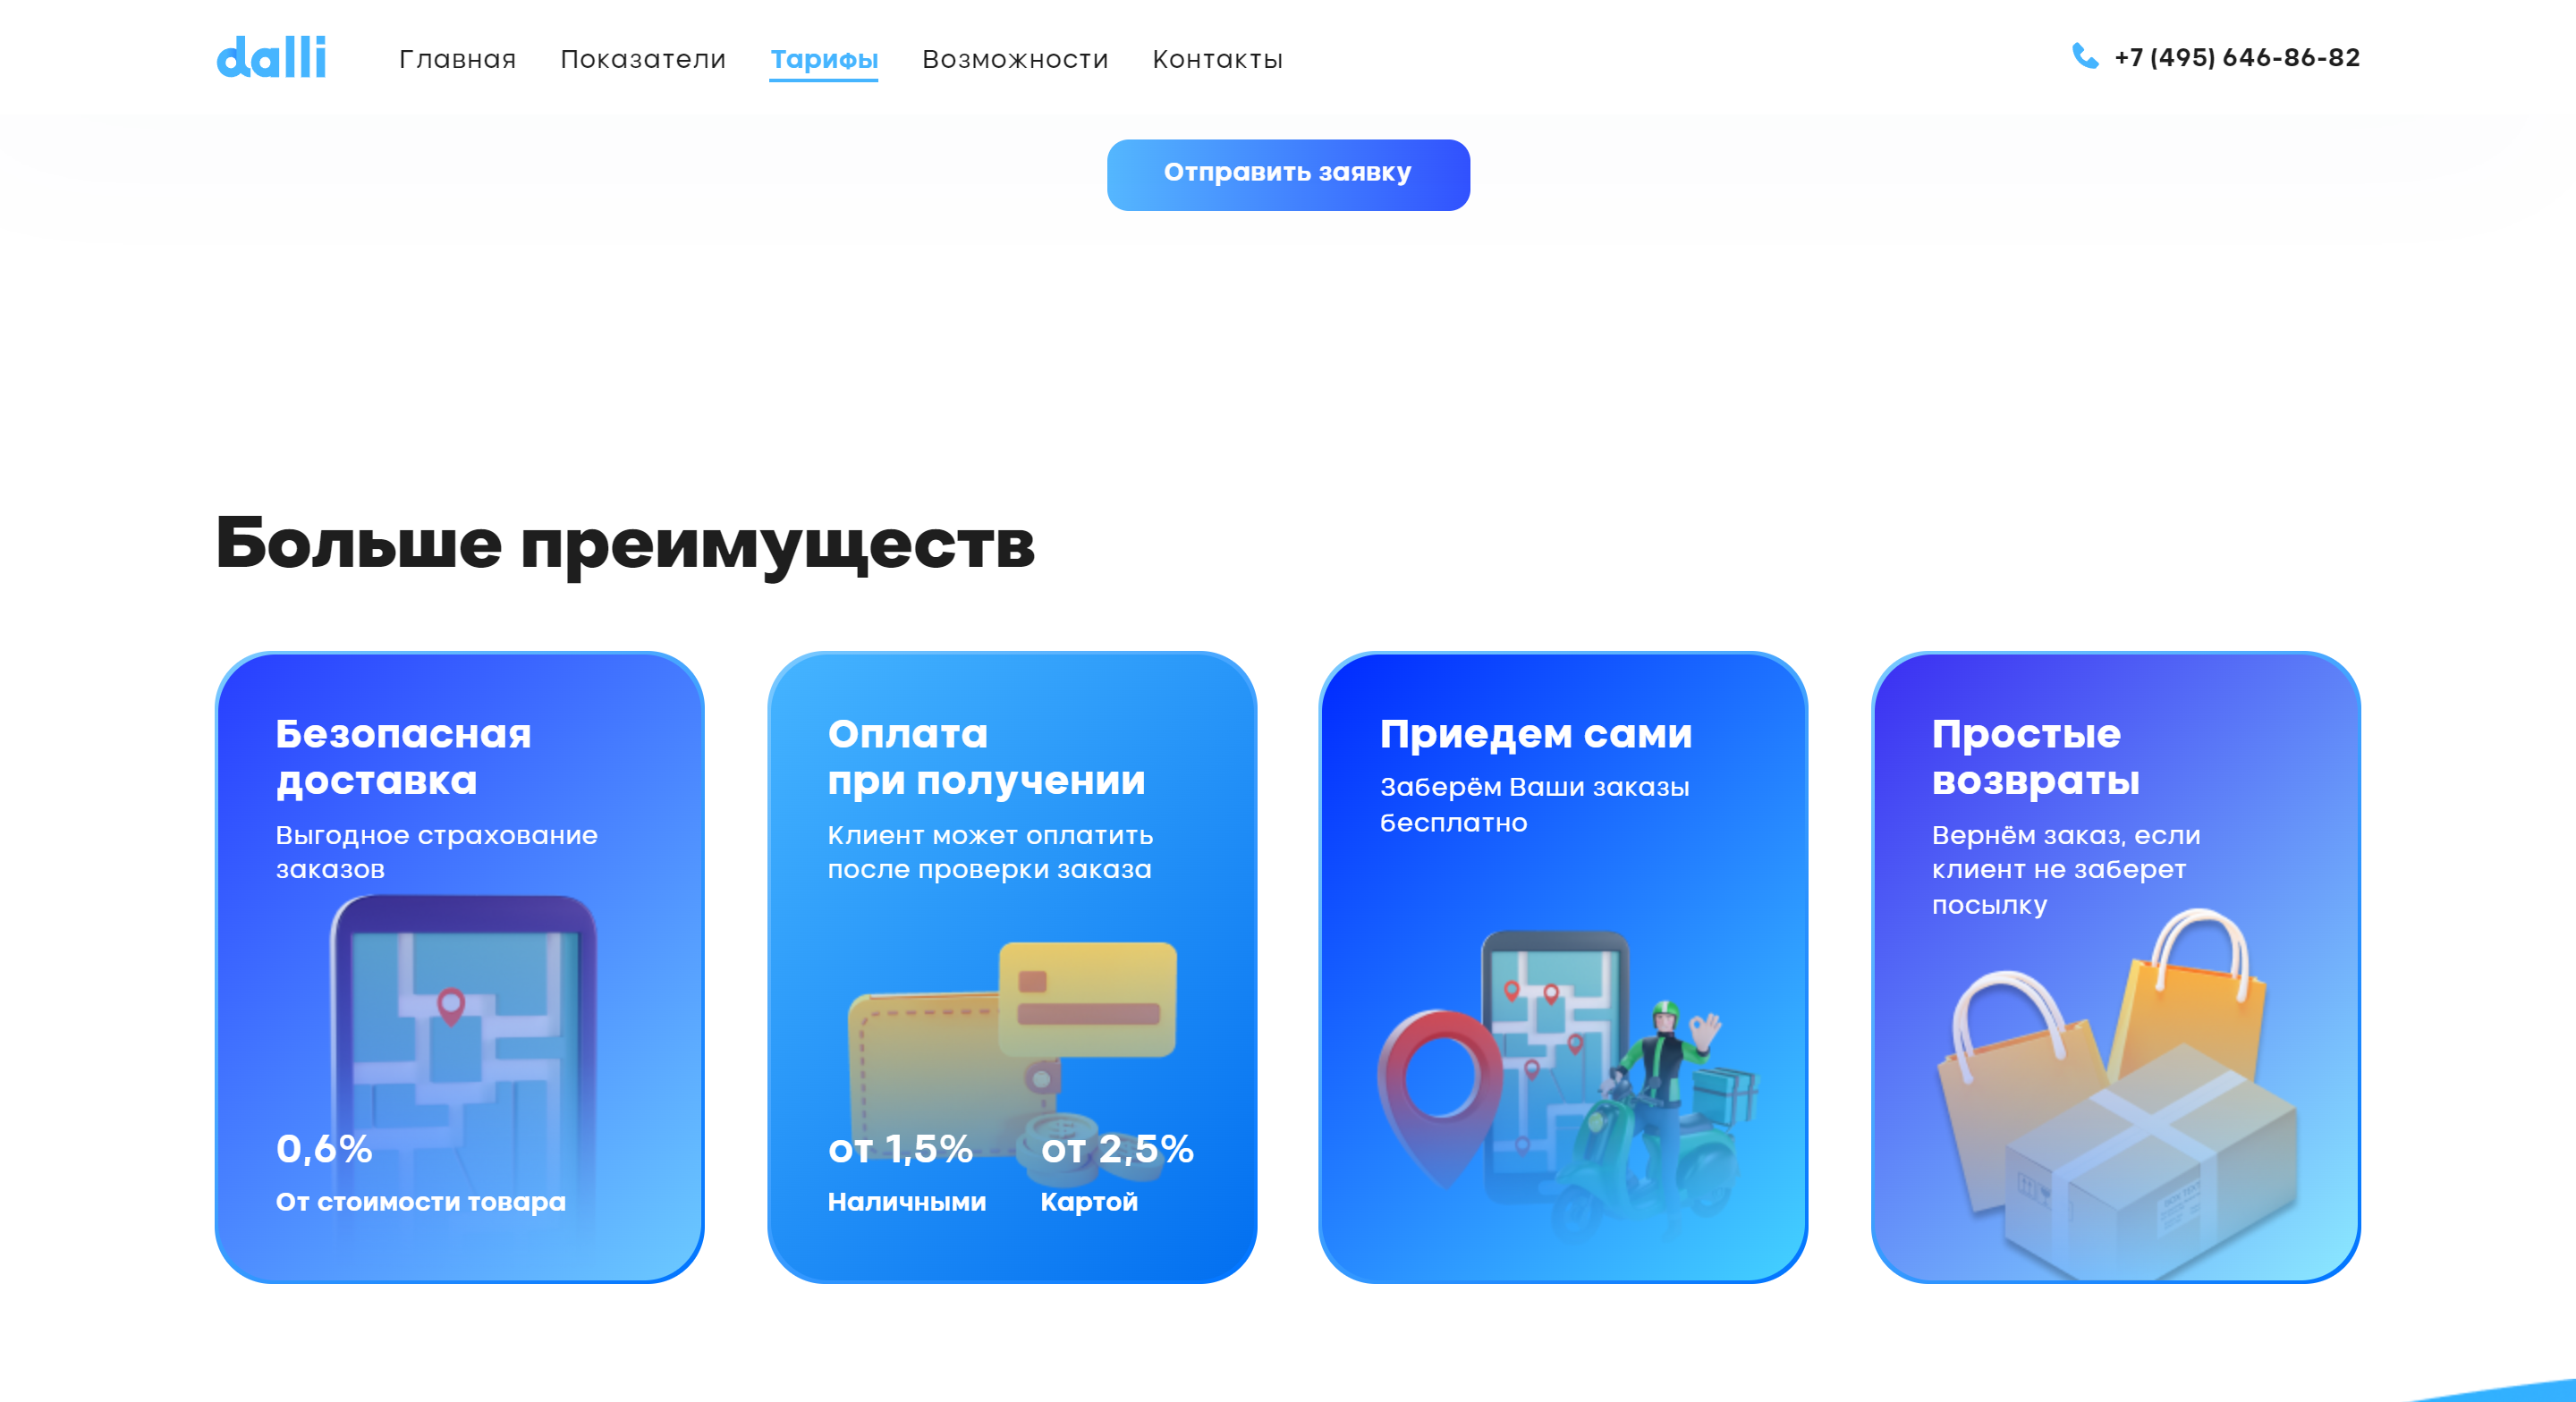 dalli
Главная
Показатели
Тарифы
Возможности
Контакты
+7 (495) 646-86-82
Отправить заявку
Больше преимуществ
Безопасная
доставка
Выгодное страхование
заказов
0,6%
От стоимости товара
Оплата
при получении
Клиент может оплатить
после проверки заказа
от 1,5%
Наличными
от 2,5%
Картой
Приедем сами
Заберём Ваши заказы
бесплатно
Простые
возвраты
Вернём заказ, если
клиент не заберет
посылку